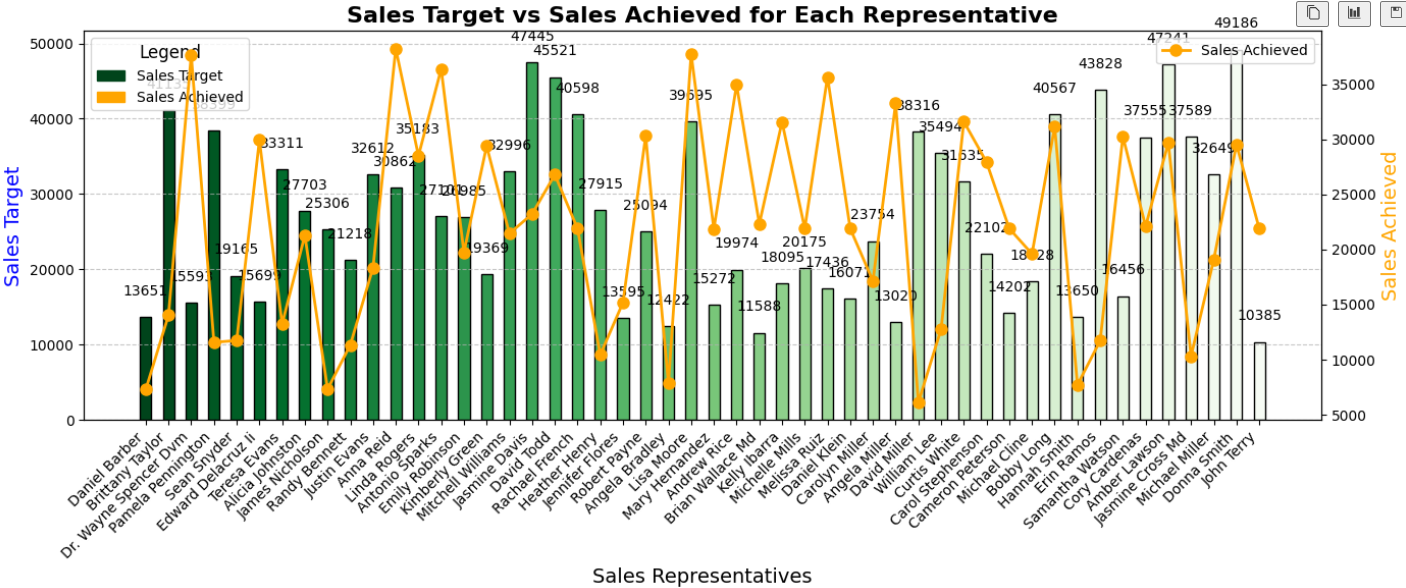 Sales Target vs Sales Achieved for Each Representative
Legend
Sales Target
Sales Achieved
Sales Achieved
50000
40000
30000
20000
10000
0
Sales Target
35000
30000
25000
20000
15000
10000
5000
Sales Achieved
13651
15593
19165
15699
33311
27703
25306
21218
32612
30862
35183
26985
19369
32996
47445
45521
40598
27915
13595
25094
12422
39695
15272
19974
11588
18095
20175
17436
16071
23754
13020
38316
35494
31635
22102
14202
40567
13650
43828
16456
37555
47241
37589
32649
49186
10385
Daniel Barber
Brittany Taylor
Dr. Wayne Spencer Dvm
Pamela Pennington
Sean Snyder
Edward Delacruz Ii
Teresa Evans
Alicia Johnston
James Nicholson
Randy Bennett
Justin Evans
Anna Reid
Linda Rogers
Antonio Sparks
Emily Robinson
Kimberly Green
Mitchell Williams
Jasmine Davis
David Todd
Rachael French
Heather Henry
Jennifer Flores
Robert Payne
Angela Bradley
Lisa Moore
Mary Hernandez
Andrew Rice
Brian Wallace Md
Kelly Ibarra
Michelle Mills
Melissa Ruiz
Daniel Klein
Carolyn Miller
Angela Miller
David Miller
William Lee
Curtis White
Carol Stephenson
Cameron Peterson
Michael Cline
Bobby Long
Hannah Smith
Erin Ramos
Samantha Watson
Cory Cardenas
Amber Lawson
Jasmine Cross Md
Michael Miller
Donna Smith
John Terry
Sales Representatives